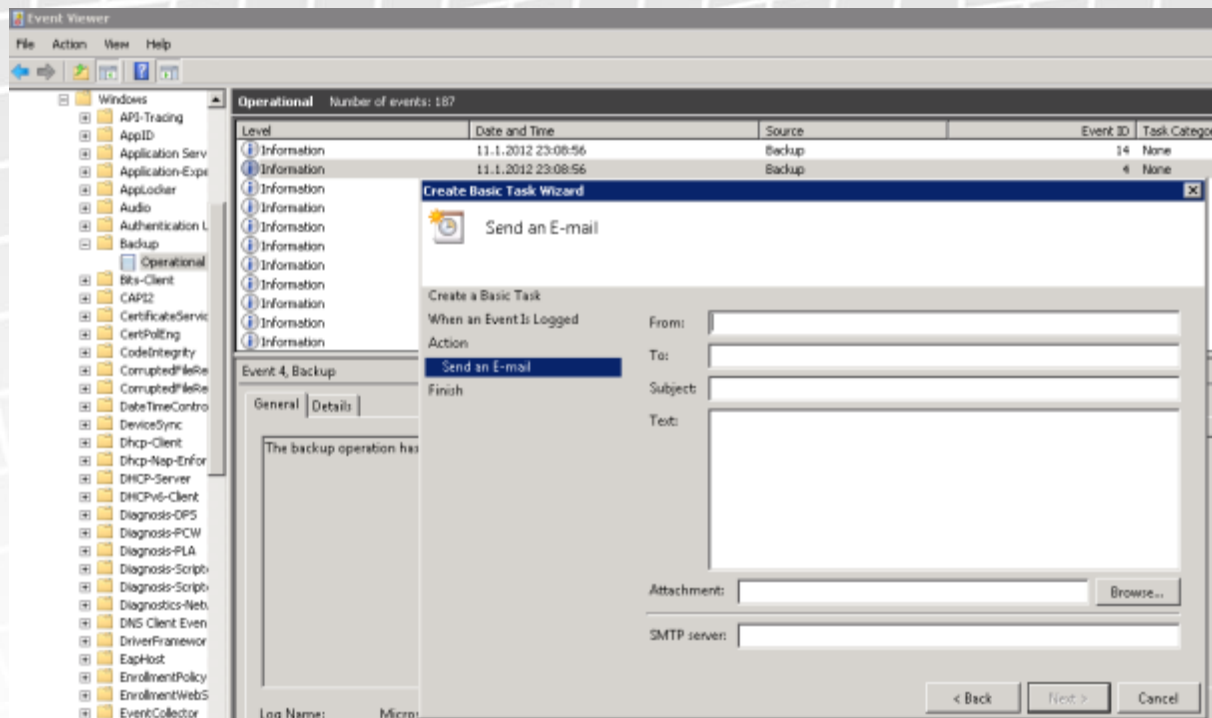 Event Viewer
File Action View Help
Windows
API-Tracing
AppID
Application Serv
Application-Expe
AppLocker
Audio
Authentication L
Backup
Operational
Bits-Client
CAPI2
CertificateServic
CertPolEng
CodeIntegrity
CorruptedFileRe
CorruptedFileRe
DateTimeContro
DeviceSync
Dhcp-Client
Dhcp-Nap-Enfor
DHCP-Server
DHCPv6-Client
Diagnosis-DPS
Diagnosis-PCW
Diagnosis-PLA
Diagnosis-Scripti
Diagnosis-Scripti
Diagnostics-Netv
DNS Client Even
DriverFramewor
EapHost
EnrollmentPolicy
EnrollmentWebS
EventCollector
Operational Number of events: 187
Level Date and Time Source Event ID Task Catego
Information 11.1.2012 23:08:56 Backup 14 None
Information 11.1.2012 23:08:56 Backup 4 None
Information
Information
Information
Information
Information
Information
Information
Information
Information
Event 4, Backup
General Details
The backup operation has
Log Name: Micros
Create Basic Task Wizard
Send an E-mail
Create a Basic Task
When an Event Is Logged
Action
Send an E-mail
Finish
From:
To:
Subject:
Text:
Attachment: Browse...
SMTP server:
< Back Next > Cancel